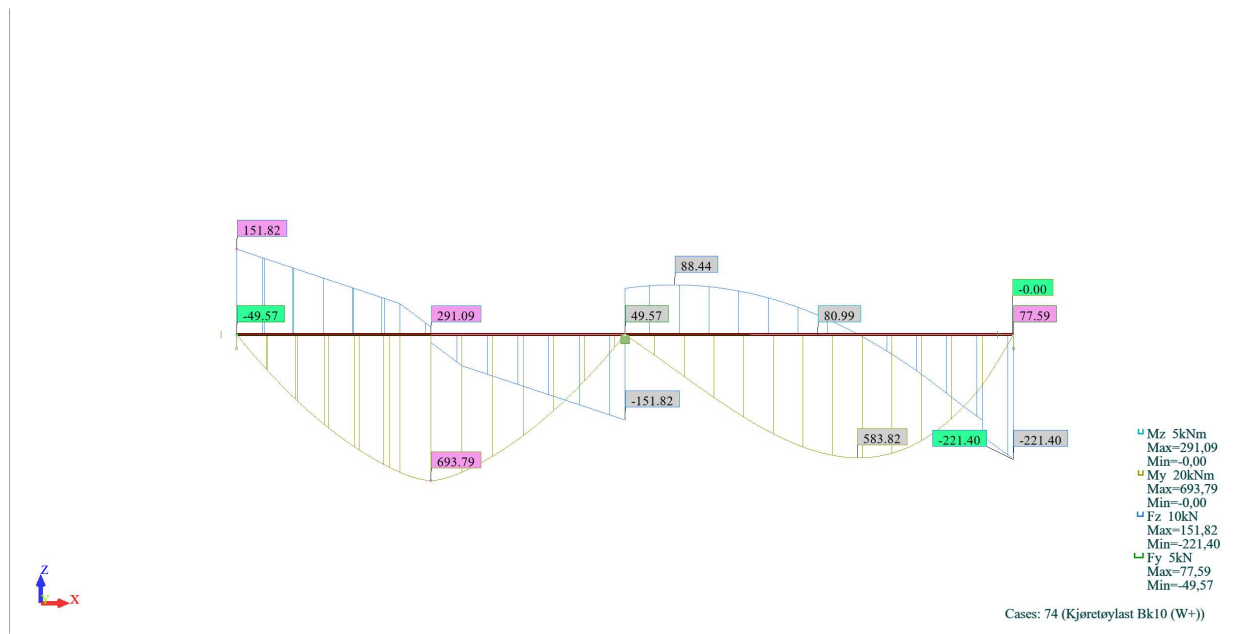 151.82
88.44
-0.00
-49.57
291.09
49.57
80.99
77.59
-151.82
693.79
583.82
-221.40
-221.40
Mz 5kNm
Max=291,09
Min=-0,00
My 20kNm
Max=693,79
Min=-0,00
Fz 10kN
Max=151,82
Min=-221,40
Fy 5kN
Max=77,59
Min=-49,57
Z
Y
X
Cases: 74 (Kjøretøylast Bk10 (W+))